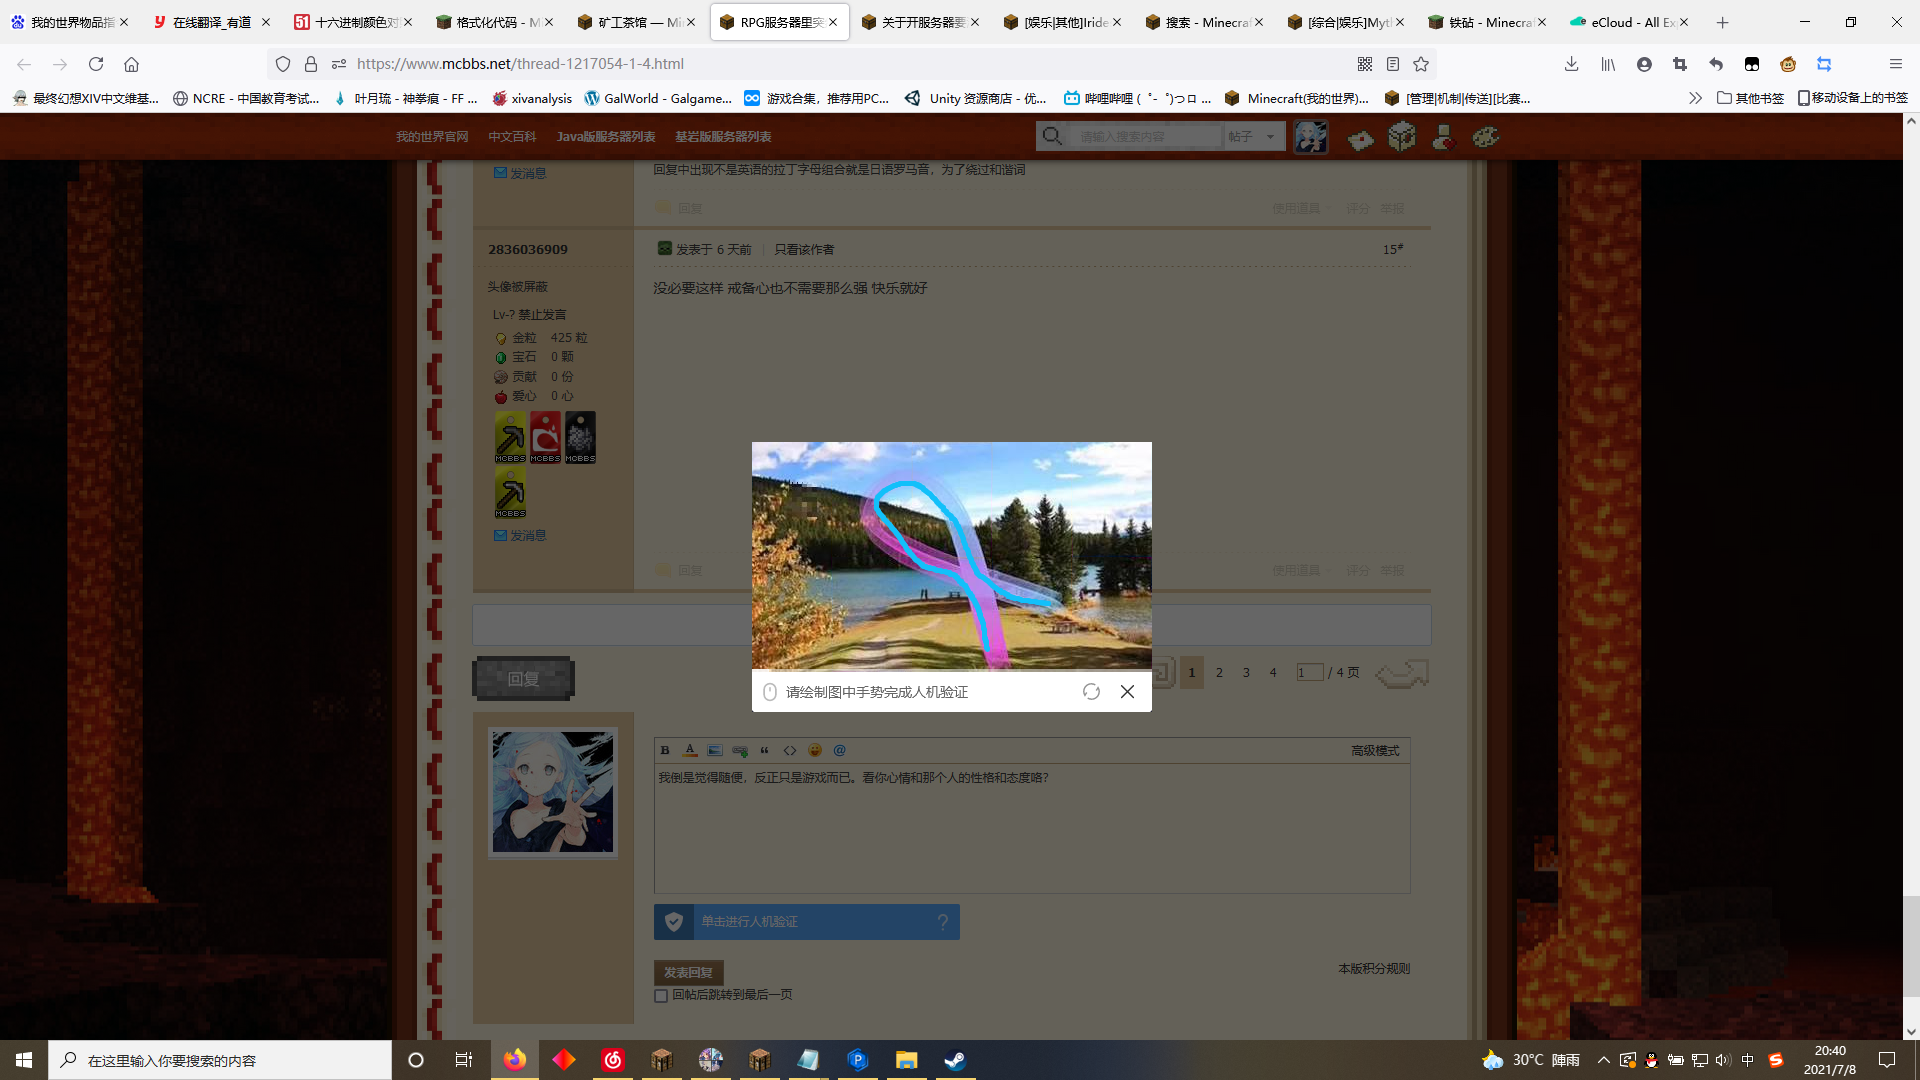 我的世界物品指
在线翻译_有道
十六进制颜色对
格式化代码 - M
矿工茶馆 — Mi
RPG服务器里突
关于开服务器要
[娱乐|其他]Iride
搜索 - Minecraf
[综合|娱乐]Myth
铁砧 - Minecraf
eCloud - All Ex
https://www.mcbbs.net/thread-1217054-1-4.html
最终幻想XIV中文维基...
NCRE - 中国教育考试...
叶月琉 - 神拳痕 - FF ...
xivanalysis
GalWorld - Galgame...
游戏合集，推荐用PC...
Unity 资源商店 - 优...
哔哩哔哩 (゜-゜)つロ ...
Minecraft(我的世界)...
[管理|机制|传送][比赛...
其他书签
移动设备上的书签
我的世界官网
中文百科
Java版服务器列表
基岩版服务器列表
请输入搜索内容
帖子
发消息
回复中出现不是英语的拉丁字母组合就是日语罗马音，为了绕过和谐词
回复
使用道具
评分
举报
2836036909
发表于 6 天前
只看该作者
15#
头像被屏蔽
没必要这样 戒备心也不需要那么强 快乐就好
Lv-? 禁止发言
金粒 425 粒
宝石 0 颗
贡献 0 份
爱心 0 心
MCBBS
MCBBS
MCBBS
MCBBS
发消息
回复
使用道具
评分
举报
请绘制图中手势完成人机验证
回复
1
2
3
4
1
/ 4 页
B
A
高级模式
我倒是觉得随便，反正只是游戏而已。看你心情和那个人的性格和态度咯?
单击进行人机验证
?
发表回复
本版积分规则
回帖后跳转到最后一页
在这里输入你要搜索的内容
30°C 陣雨
中
20:40
2021/7/8